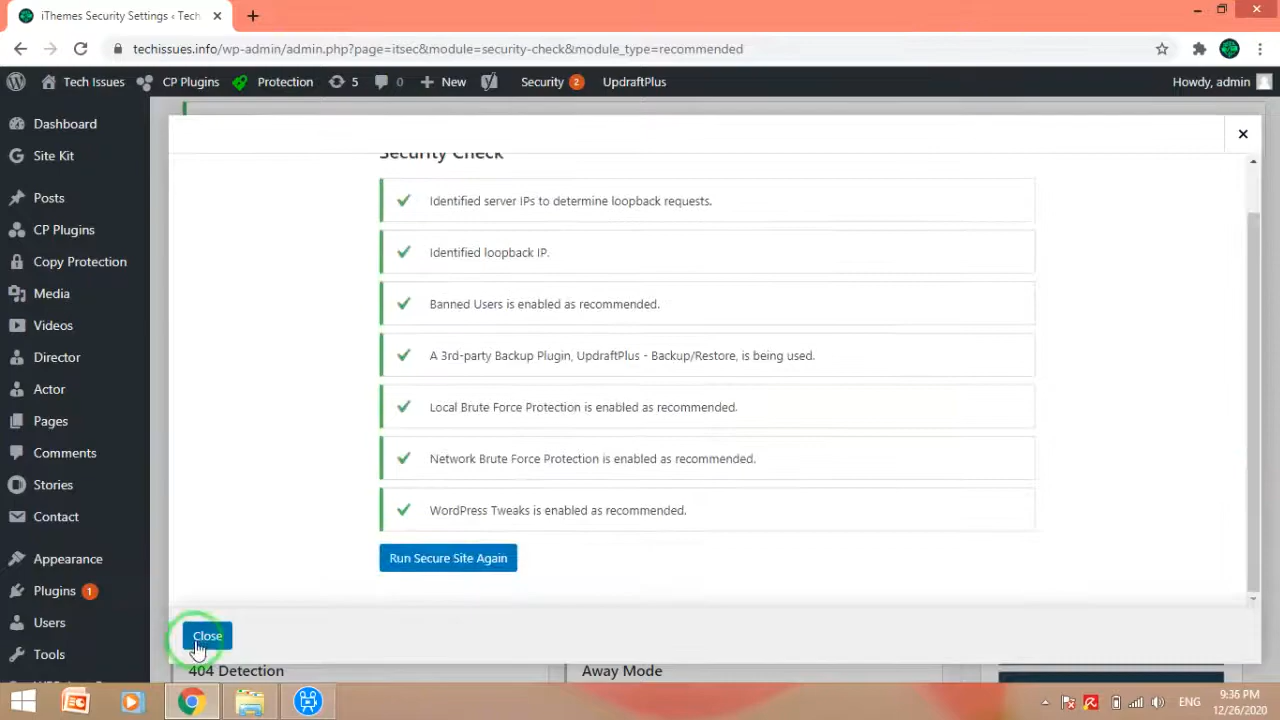 iThemes Security Settings ‹ Tech
techissues.info/wp-admin/admin.php?page=itsec&module=security-check&module_type=recommended
Tech Issues CP Plugins Protection 5 0 New Security 2 UpdraftPlus Howdy, admin
Dashboard
Site Kit
Posts
CP Plugins
Copy Protection
Media
Videos
Director
Actor
Pages
Comments
Stories
Contact
Appearance
Plugins 1
Users
Tools
Security Check
Identified server IPs to determine loopback requests.
Identified loopback IP.
Banned Users is enabled as recommended.
A 3rd-party Backup Plugin, UpdraftPlus - Backup/Restore, is being used.
Local Brute Force Protection is enabled as recommended.
Network Brute Force Protection is enabled as recommended.
WordPress Tweaks is enabled as recommended.
Run Secure Site Again
Close
404 Detection Away Mode
ENG
9:36 PM
12/26/2020